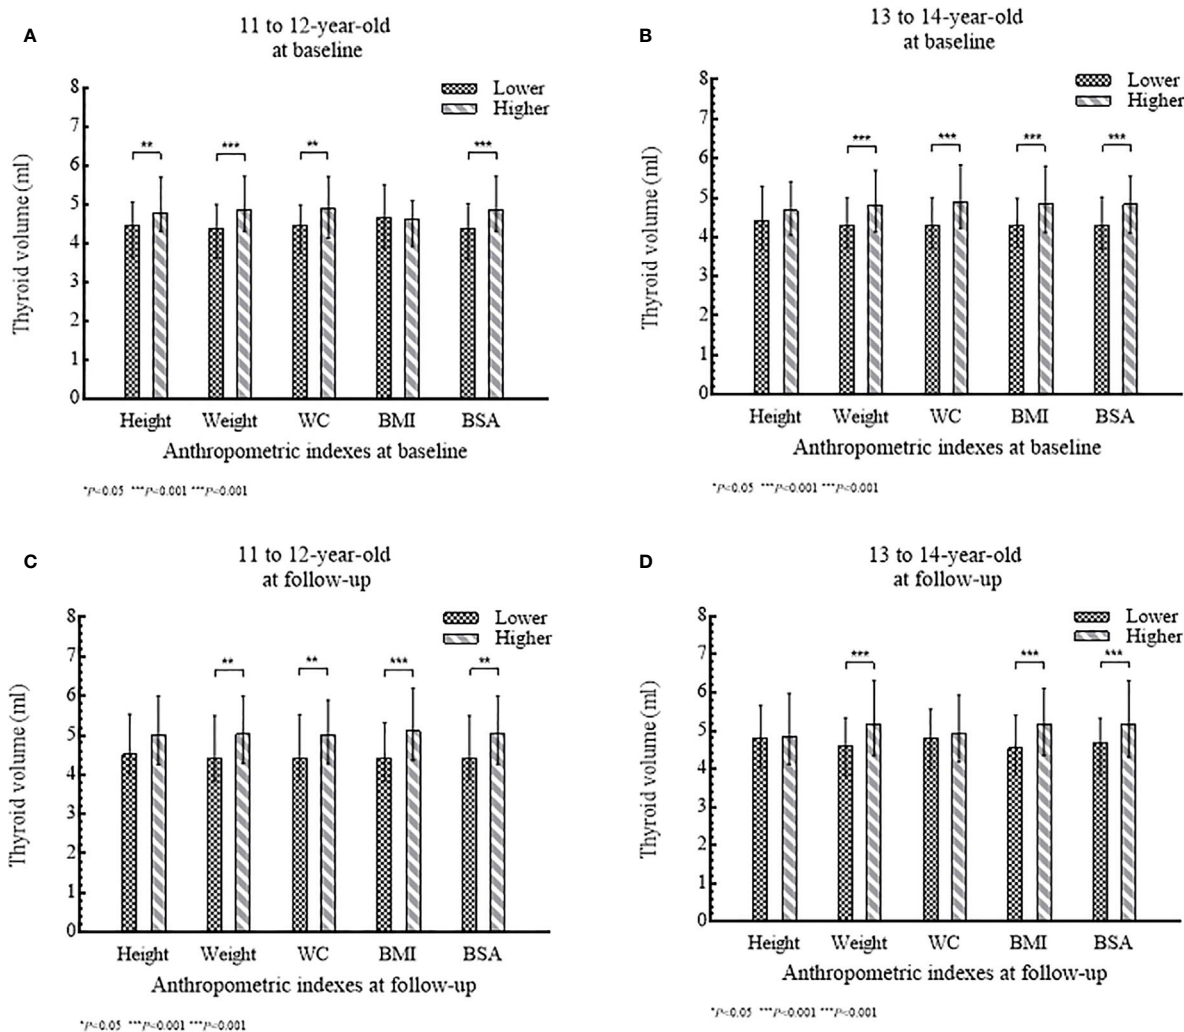 A
11 to 12-year-old
at baseline
Lower
Higher
Thyroid volume (ml)
8
7
6
5
4
3
2
1
0
**
***
**
***
Height Weight WC BMI BSA
Anthropometric indexes at baseline
*P<0.05 ***P<0.001 ***P<0.001
B
13 to 14-year-old
at baseline
Lower
Higher
Thyroid volume (ml)
8
7
6
5
4
3
2
1
0
***
***
***
***
Height Weight WC BMI BSA
Anthropometric indexes at baseline
*P<0.05 ***P<0.001 ***P<0.001
C
11 to 12-year-old
at follow-up
Lower
Higher
Thyroid volume (ml)
8
7
6
5
4
3
2
1
0
**
**
***
**
Height Weight WC BMI BSA
Anthropometric indexes at follow-up
*P<0.05 ***P<0.001 ***P<0.001
D
13 to 14-year-old
at follow-up
Lower
Higher
Thyroid volume (ml)
8
7
6
5
4
3
2
1
0
***
***
***
Height Weight WC BMI BSA
Anthropometric indexes at follow-up
*P<0.05 ***P<0.001 ***P<0.001